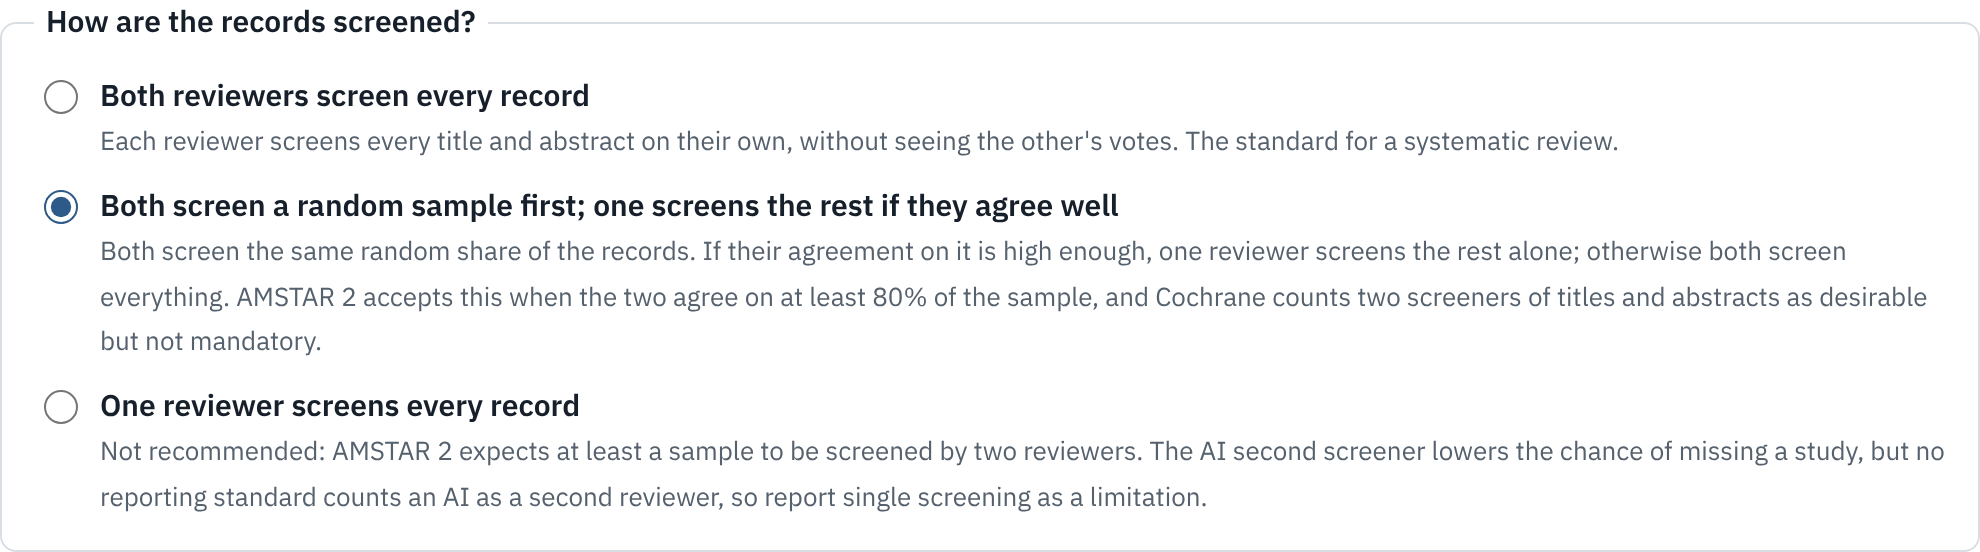 How are the records screened?
Both reviewers screen every record
Each reviewer screens every title and abstract on their own, without seeing the other's votes. The standard for a systematic review.
Both screen a random sample first; one screens the rest if they agree well
Both screen the same random share of the records. If their agreement on it is high enough, one reviewer screens the rest alone; otherwise both screen
everything. AMSTAR 2 accepts this when the two agree on at least 80% of the sample, and Cochrane counts two screeners of titles and abstracts as desirable
but not mandatory.
One reviewer screens every record
Not recommended: AMSTAR 2 expects at least a sample to be screened by two reviewers. The AI second screener lowers the chance of missing a study, but no
reporting standard counts an AI as a second reviewer, so report single screening as a limitation.